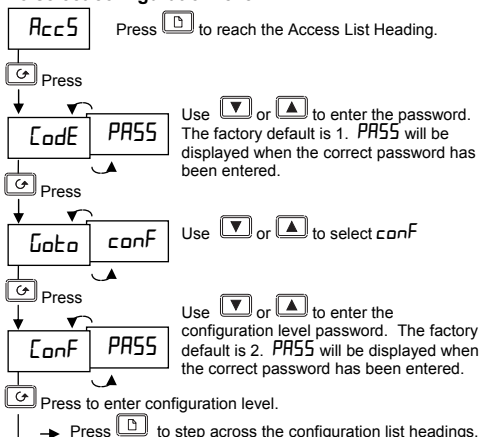 AccS Press to reach the Access List Heading.
Press
CodE PASS Use or to enter the password.
The factory default is 1. PASS will be
displayed when the correct password has
been entered.
Press
Goto conF Use or to select conF
Press
ConF PASS Use or to enter the
configuration level password. The factory
default is 2. PASS will be displayed when
the correct password has been entered.
Press to enter configuration level.
Press to step across the configuration list headings.